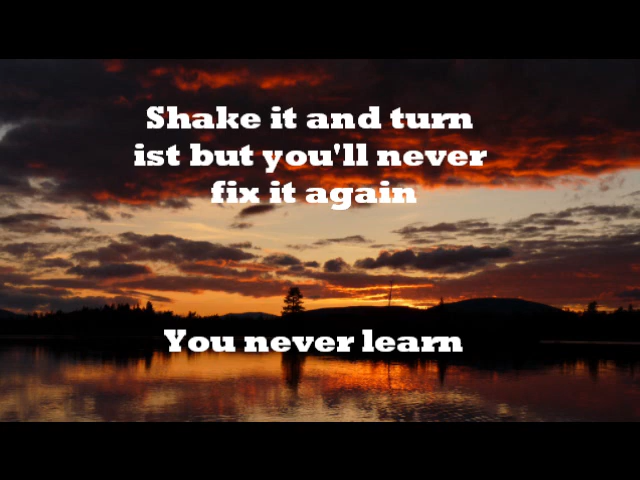 Shake it and turn
ist but you'll never
fix it again
You never learn